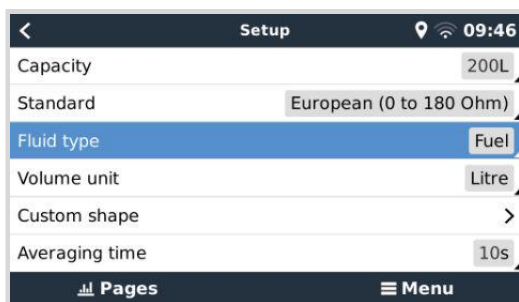 Setup 09:46
Capacity 200L
Standard European (0 to 180 Ohm)
Fluid type Fuel
Volume unit Litre
Custom shape
Averaging time 10s
Pages Menu